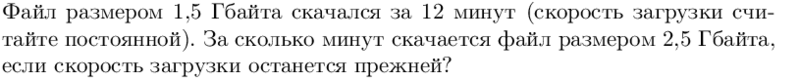 Файл размером 1,5 Гбайта скачался за 12 минут (скорость загрузки счи-
тайте постоянной). За сколько минут скачается файл размером 2,5 Гбайта,
если скорость загрузки останется прежней?